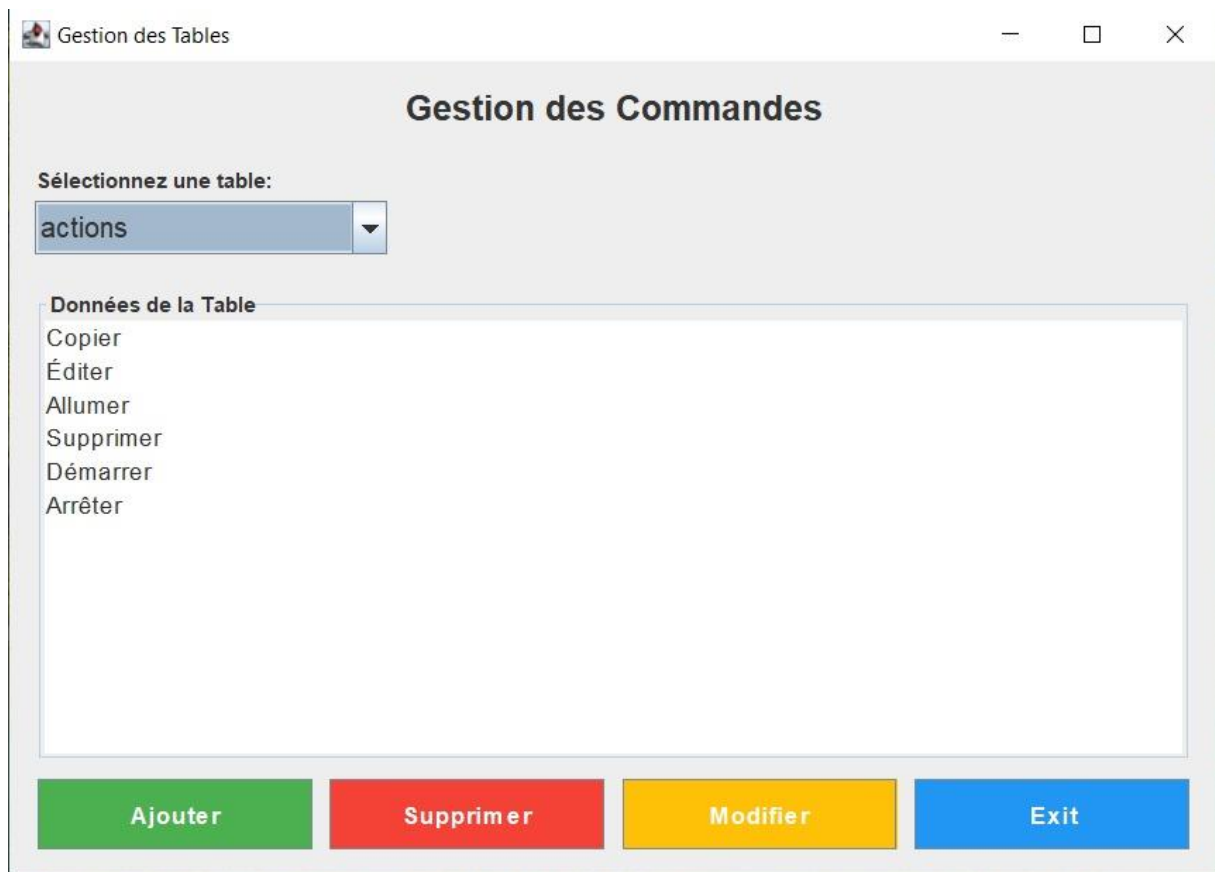 Gestion des Tables
Gestion des Commandes
Sélectionnez une table:
actions
Données de la Table
Copier
Éditer
Allumer
Supprimer
Démarrer
Arrêter
Ajouter Supprimer Modifier Exit